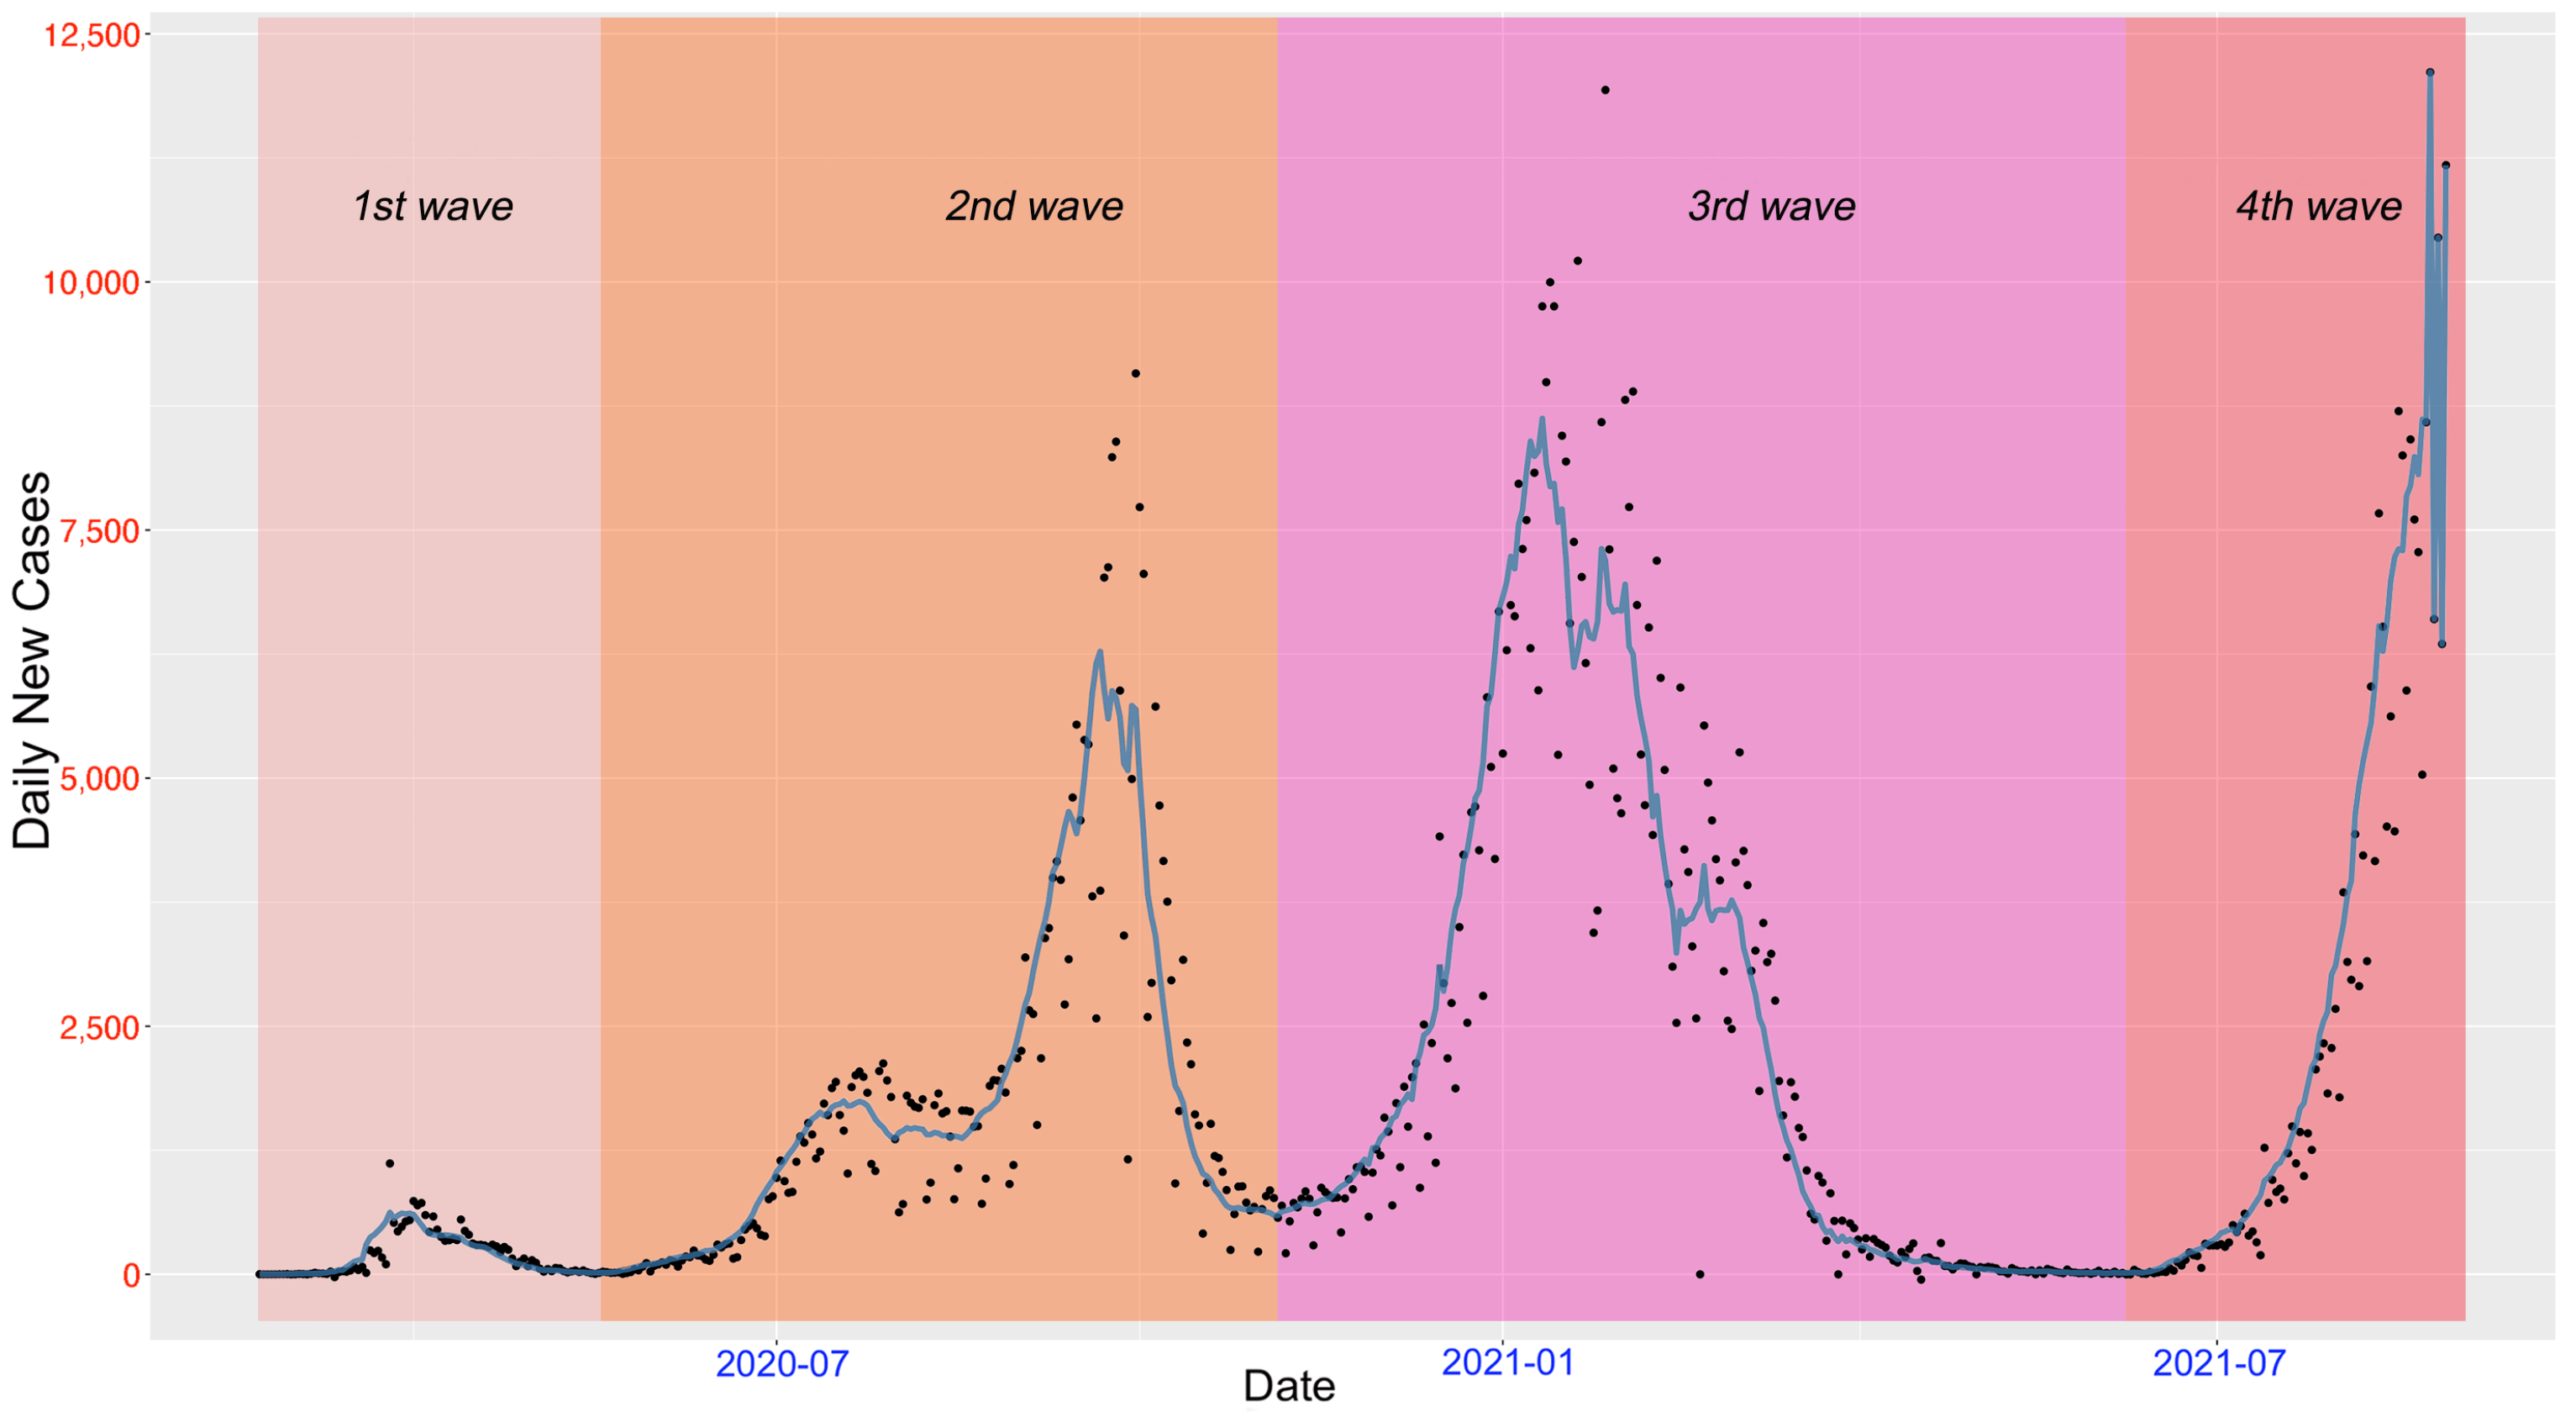 12,500
10,000
7,500
5,000
2,500
0
Daily New Cases
1st wave
2nd wave
3rd wave
4th wave
2020-07
2021-01
2021-07
Date